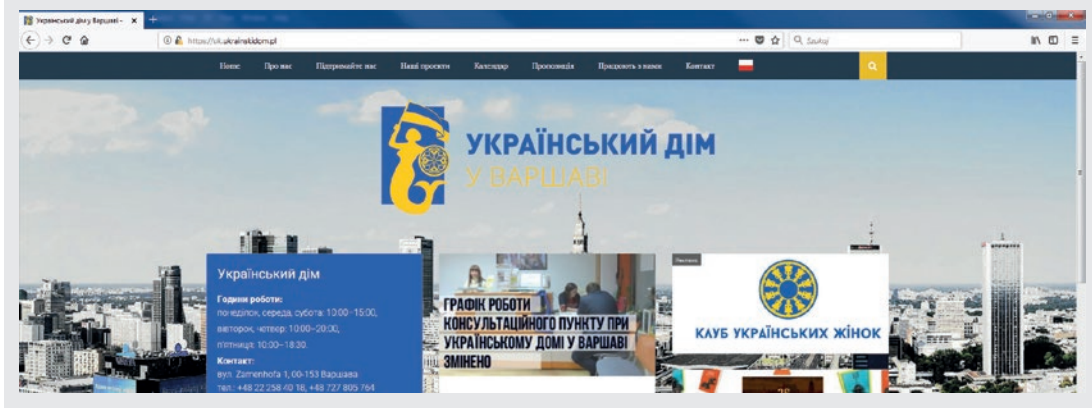 Український дім у Варшаві -
https://uk.ukrainskidom.pl
Szukaj
Home Про нас Підтримайте нас Наші проєкти Календар Пропозиція Працюють з нами Контакт
УКРАЇНСЬКИЙ ДІМ
У ВАРШАВІ
Український дім
Години роботи:
понеділок, середа, субота: 10:00–15:00,
вівторок, четвер: 10:00–20:00,
п'ятниця: 10:00–18:30.
Контакт:
вул. Zamenhofa 1, 00-153 Варшава
тел.: +48 22 258 40 18, +48 727 805 764
ГРАФІК РОБОТИ
КОНСУЛЬТАЦІЙНОГО ПУНКТУ ПРИ
УКРАЇНСЬКОМУ ДОМІ У ВАРШАВІ
ЗМІНЕНО
КЛУБ УКРАЇНСЬКИХ ЖІНОК